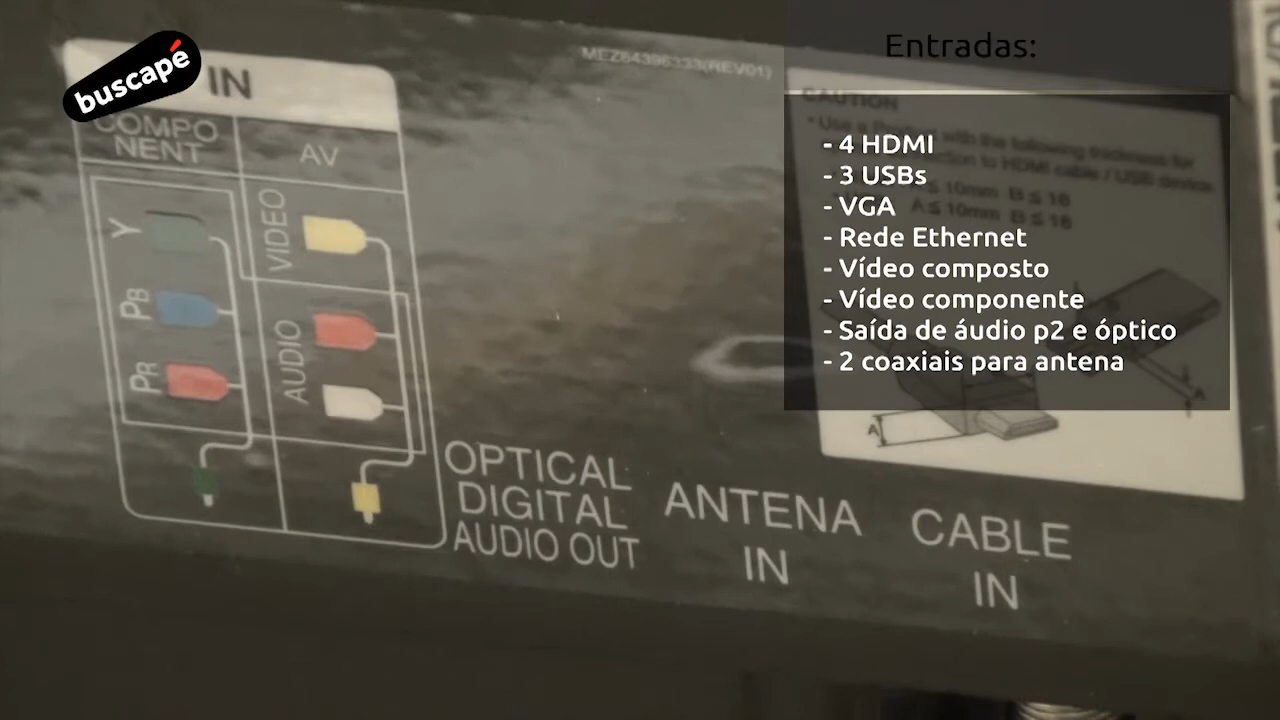 buscapé
IN
COMPO
NENT
AV
Y
PB
PR
VIDEO
AUDIO
OPTICAL
DIGITAL
AUDIO OUT
ANTENA
IN
CABLE
IN
MEZ64396333(REV01)
Entradas:
CAUTION
- 4 HDMI
- 3 USBs
- VGA
- Rede Ethernet
- Vídeo composto
- Vídeo componente
- Saída de áudio p2 e óptico
- 2 coaxiais para antena
A
A